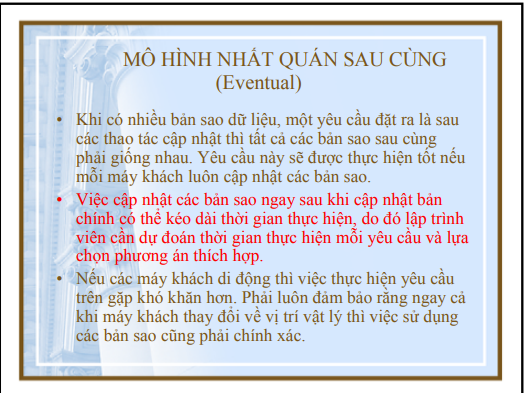 MÔ HÌNH NHẤT QUÁN SAU CÙNG
(Eventual)
• Khi có nhiều bản sao dữ liệu, một yêu cầu đặt ra là sau
các thao tác cập nhật thì tất cả các bản sao sau cùng
phải giống nhau. Yêu cầu này sẽ được thực hiện tốt nếu
mỗi máy khách luôn cập nhật các bản sao.
• Việc cập nhật các bản sao ngay sau khi cập nhật bản
chính có thể kéo dài thời gian thực hiện, do đó lập trình
viên cần dự đoán thời gian thực hiện mỗi yêu cầu và lựa
chọn phương án thích hợp.
• Nếu các máy khách di động thì việc thực hiện yêu cầu
trên gặp khó khăn hơn. Phải luôn đảm bảo rằng ngay cả
khi máy khách thay đổi về vị trí vật lý thì việc sử dụng
các bản sao cũng phải chính xác.